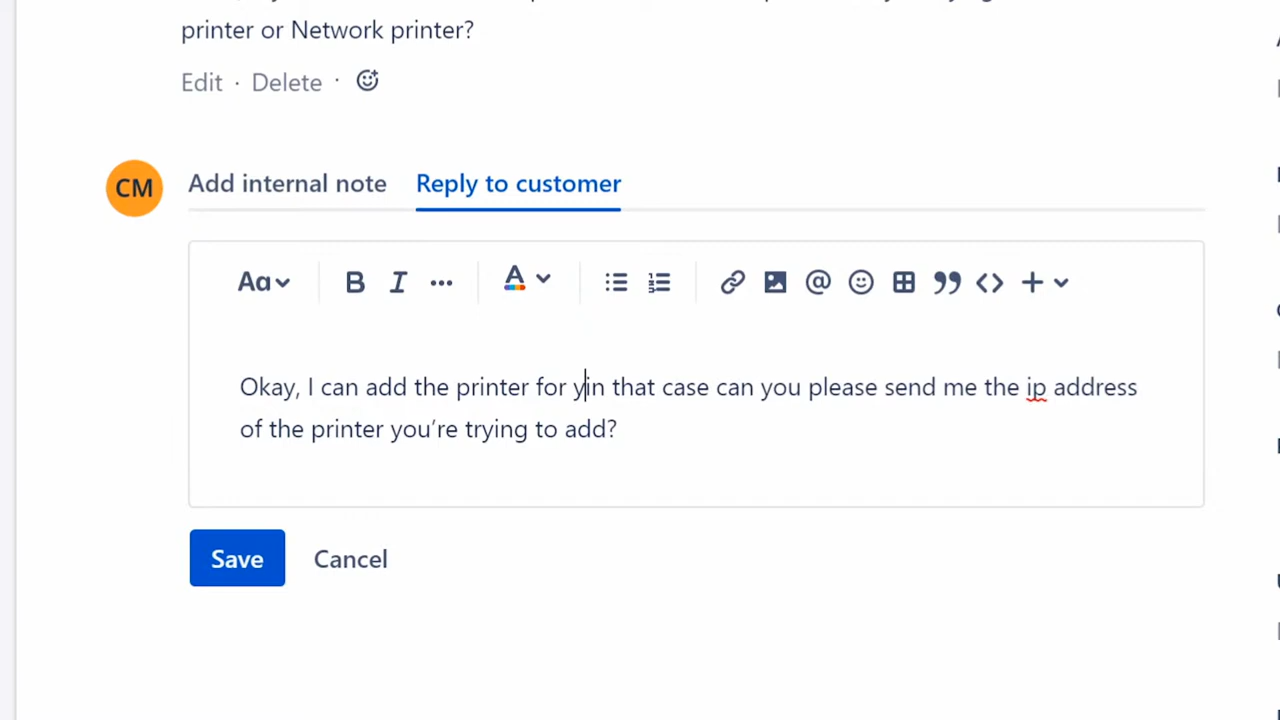 printer or Network printer?
Edit · Delete ·
CM
Add internal note Reply to customer
Aa B I ... A
Okay, I can add the printer for yin that case can you please send me the ip address
of the printer you're trying to add?
Save Cancel